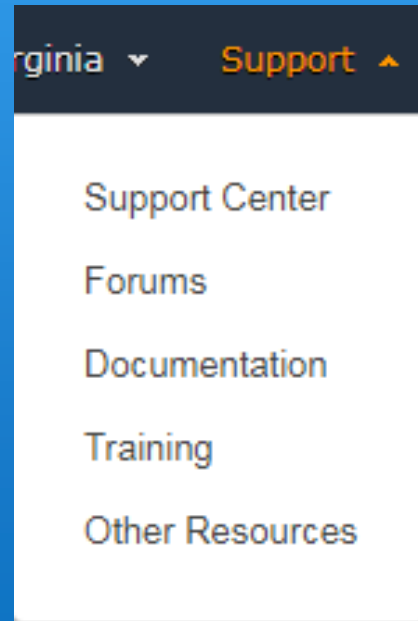 rginia Support
Support Center
Forums
Documentation
Training
Other Resources